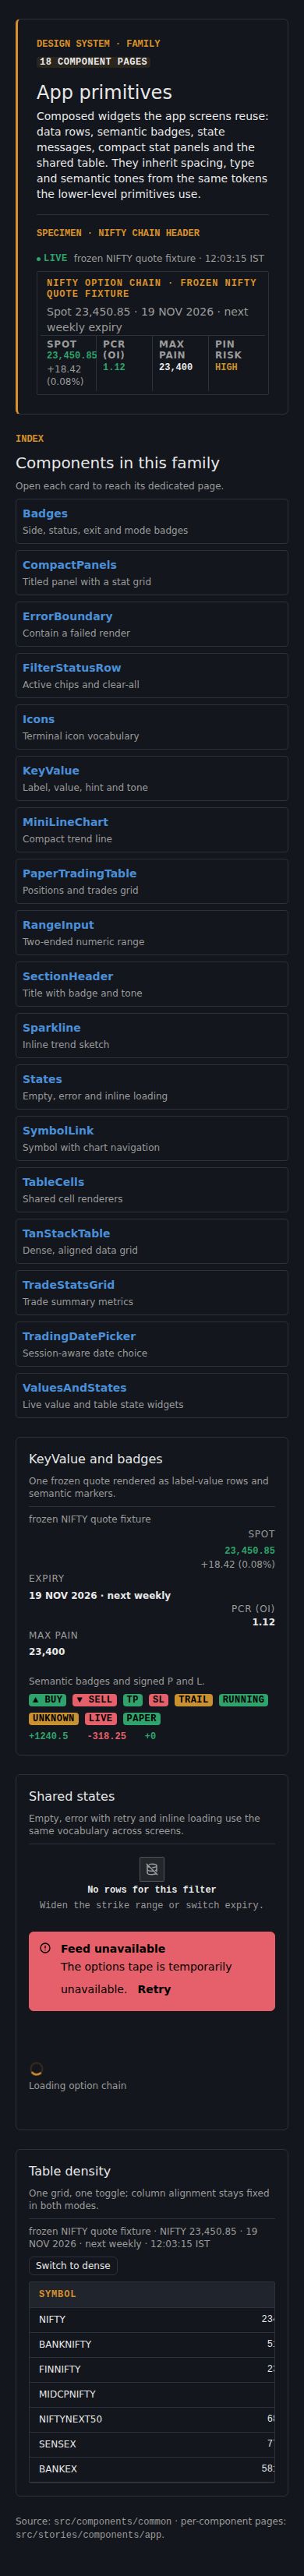 DESIGN SYSTEM · FAMILY
18 COMPONENT PAGES
App primitives
Composed widgets the app screens reuse:
data rows, semantic badges, state
messages, compact stat panels and the
shared table. They inherit spacing, type
and semantic tones from the same tokens
the lower-level primitives use.
SPECIMEN · NIFTY CHAIN HEADER
LIVE frozen NIFTY quote fixture · 12:03:15 IST
NIFTY OPTION CHAIN · FROZEN NIFTY
QUOTE FIXTURE
Spot 23,450.85 · 19 NOV 2026 · next
weekly expiry
SPOT
23,450.85
+18.42
(0.08%)
PCR
(OI)
1.12
MAX
PAIN
23,400
PIN
RISK
HIGH
INDEX
Components in this family
Open each card to reach its dedicated page.
Badges
Side, status, exit and mode badges
CompactPanels
Titled panel with a stat grid
ErrorBoundary
Contain a failed render
FilterStatusRow
Active chips and clear-all
Icons
Terminal icon vocabulary
KeyValue
Label, value, hint and tone
MiniLineChart
Compact trend line
PaperTradingTable
Positions and trades grid
RangeInput
Two-ended numeric range
SectionHeader
Title with badge and tone
Sparkline
Inline trend sketch
States
Empty, error and inline loading
SymbolLink
Symbol with chart navigation
TableCells
Shared cell renderers
TanStackTable
Dense, aligned data grid
TradeStatsGrid
Trade summary metrics
TradingDatePicker
Session-aware date choice
ValuesAndStates
Live value and table state widgets
KeyValue and badges
One frozen quote rendered as label-value rows and
semantic markers.
frozen NIFTY quote fixture
SPOT
23,450.85
+18.42 (0.08%)
EXPIRY
19 NOV 2026 · next weekly
PCR (OI)
1.12
MAX PAIN
23,400
Semantic badges and signed P and L.
▲ BUY ▼ SELL TP SL TRAIL RUNNING
UNKNOWN LIVE PAPER
+1240.5 -318.25 +0
Shared states
Empty, error with retry and inline loading use the
same vocabulary across screens.
No rows for this filter
Widen the strike range or switch expiry.
Feed unavailable
The options tape is temporarily
unavailable. Retry
Loading option chain
Table density
One grid, one toggle; column alignment stays fixed
in both modes.
frozen NIFTY quote fixture · NIFTY 23,450.85 · 19
NOV 2026 · next weekly · 12:03:15 IST
Switch to dense
SYMBOL
NIFTY
BANKNIFTY
FINNIFTY
MIDCPNIFTY
NIFTYNEXT50
SENSEX
BANKEX
Source: src/components/common · per-component pages:
src/stories/components/app.